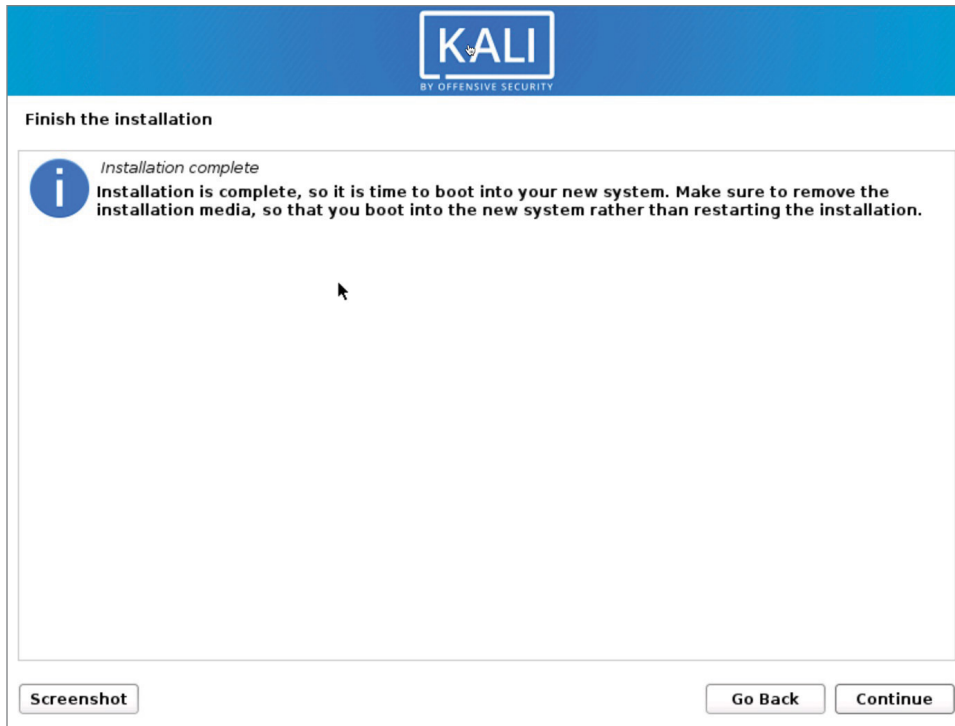 KALI
BY OFFENSIVE SECURITY
Finish the installation
i
Installation complete
Installation is complete, so it is time to boot into your new system. Make sure to remove the
installation media, so that you boot into the new system rather than restarting the installation.
Screenshot
Go Back
Continue